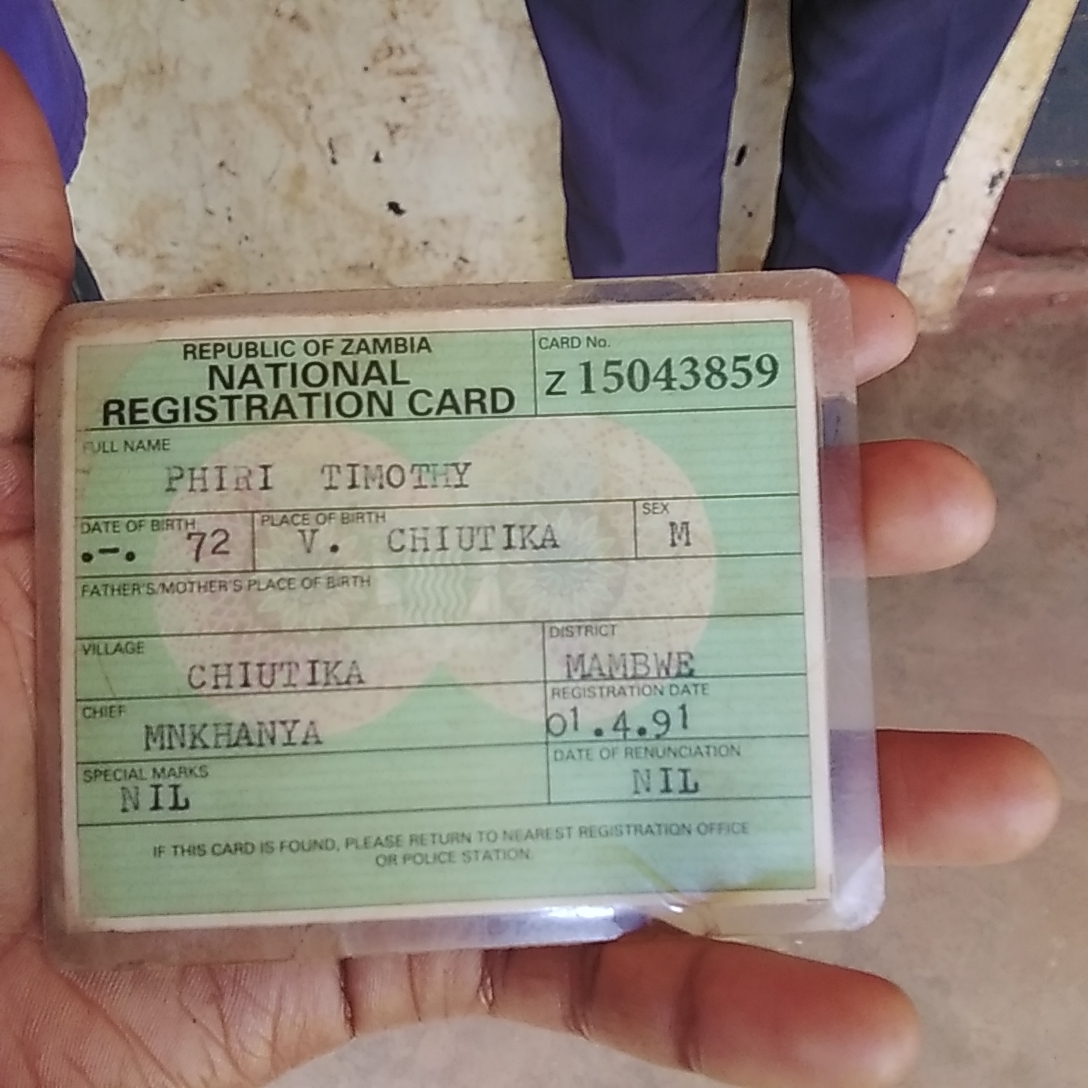 REPUBLIC OF ZAMBIA
NATIONAL
REGISTRATION CARD
CARD No.
Z 15043859
FULL NAME
PHIRI TIMOTHY
DATE OF BIRTH
.-. 72
PLACE OF BIRTH
V. CHIUTIKA
SEX
M
FATHER'S/MOTHER'S PLACE OF BIRTH
VILLAGE
CHIUTIKA
DISTRICT
MAMBWE
CHIEF
MNKHANYA
REGISTRATION DATE
01.4.91
SPECIAL MARKS
NIL
DATE OF RENUNCIATION
NIL
IF THIS CARD IS FOUND, PLEASE RETURN TO NEAREST REGISTRATION OFFICE
OR POLICE STATION.